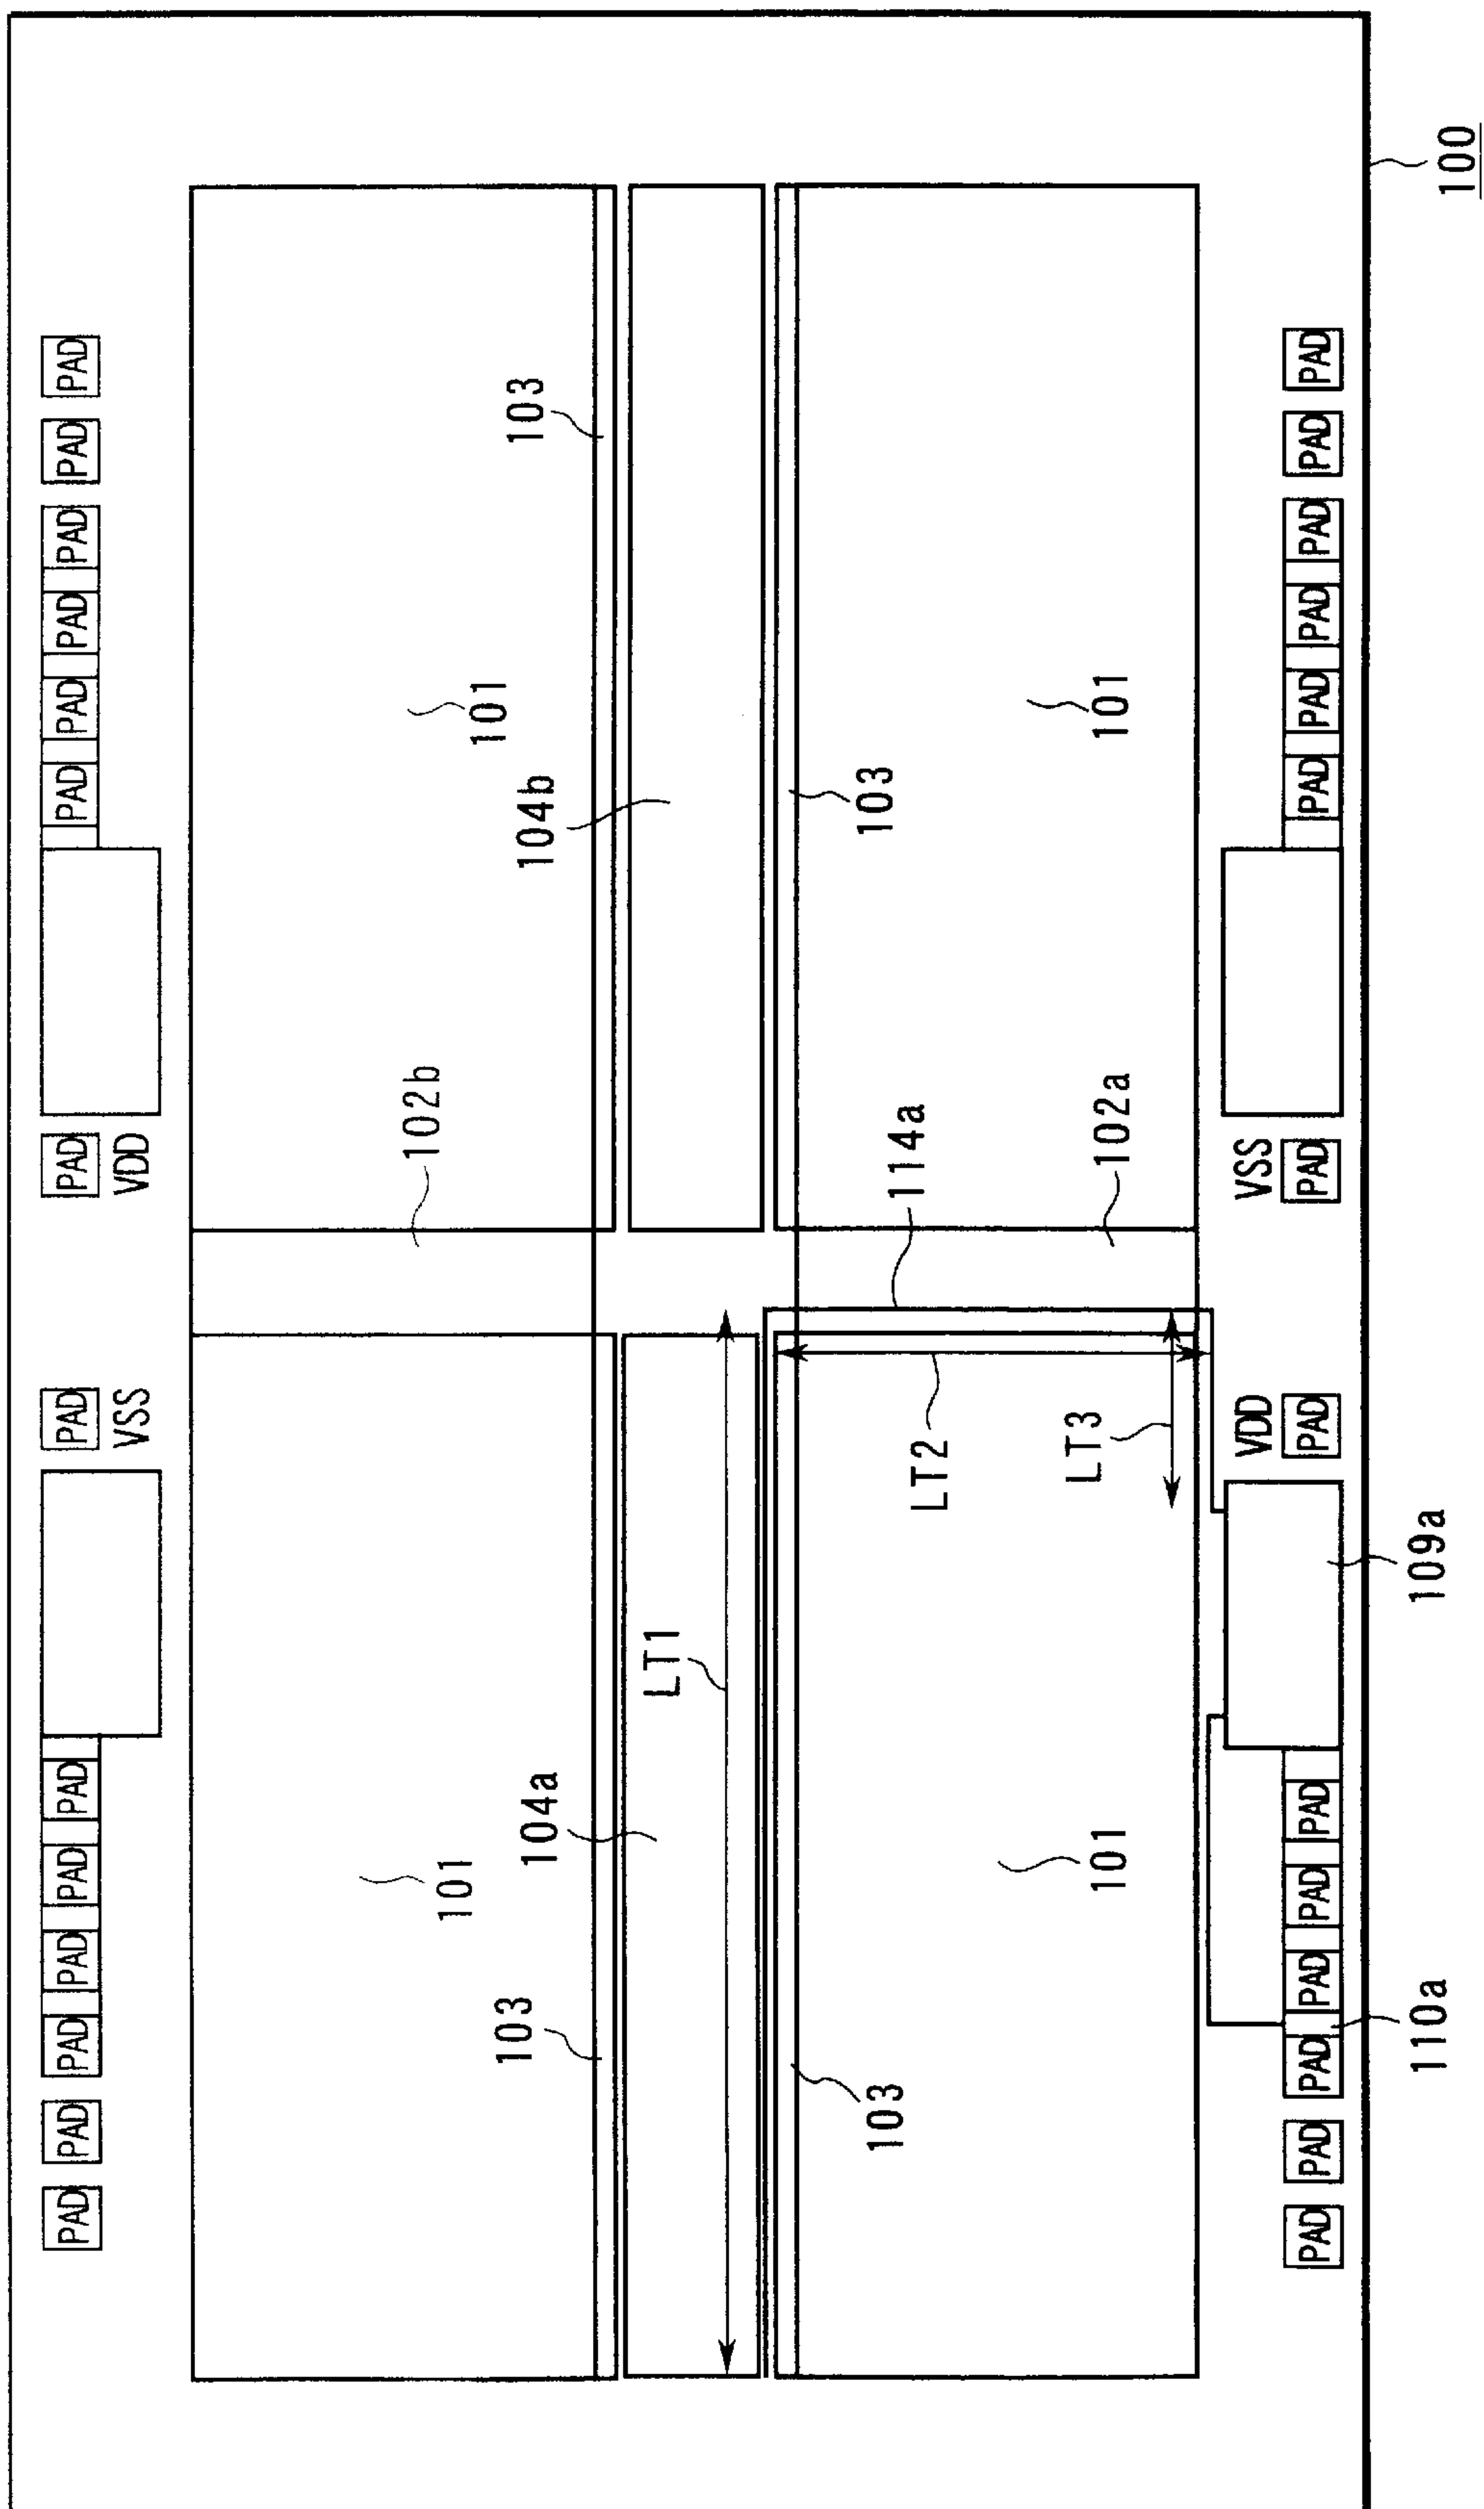 PAD PAD PAD PAD PAD PAD PAD PAD PAD PAD PAD PAD PAD PAD
VSS VDD
102b
101 101
103 103
104a 104b
LT1
103 103
114a
LT2
LT3
101 102a 101
VDD VSS
PAD PAD PAD PAD PAD PAD PAD PAD PAD PAD PAD PAD PAD PAD
110a 109a
100